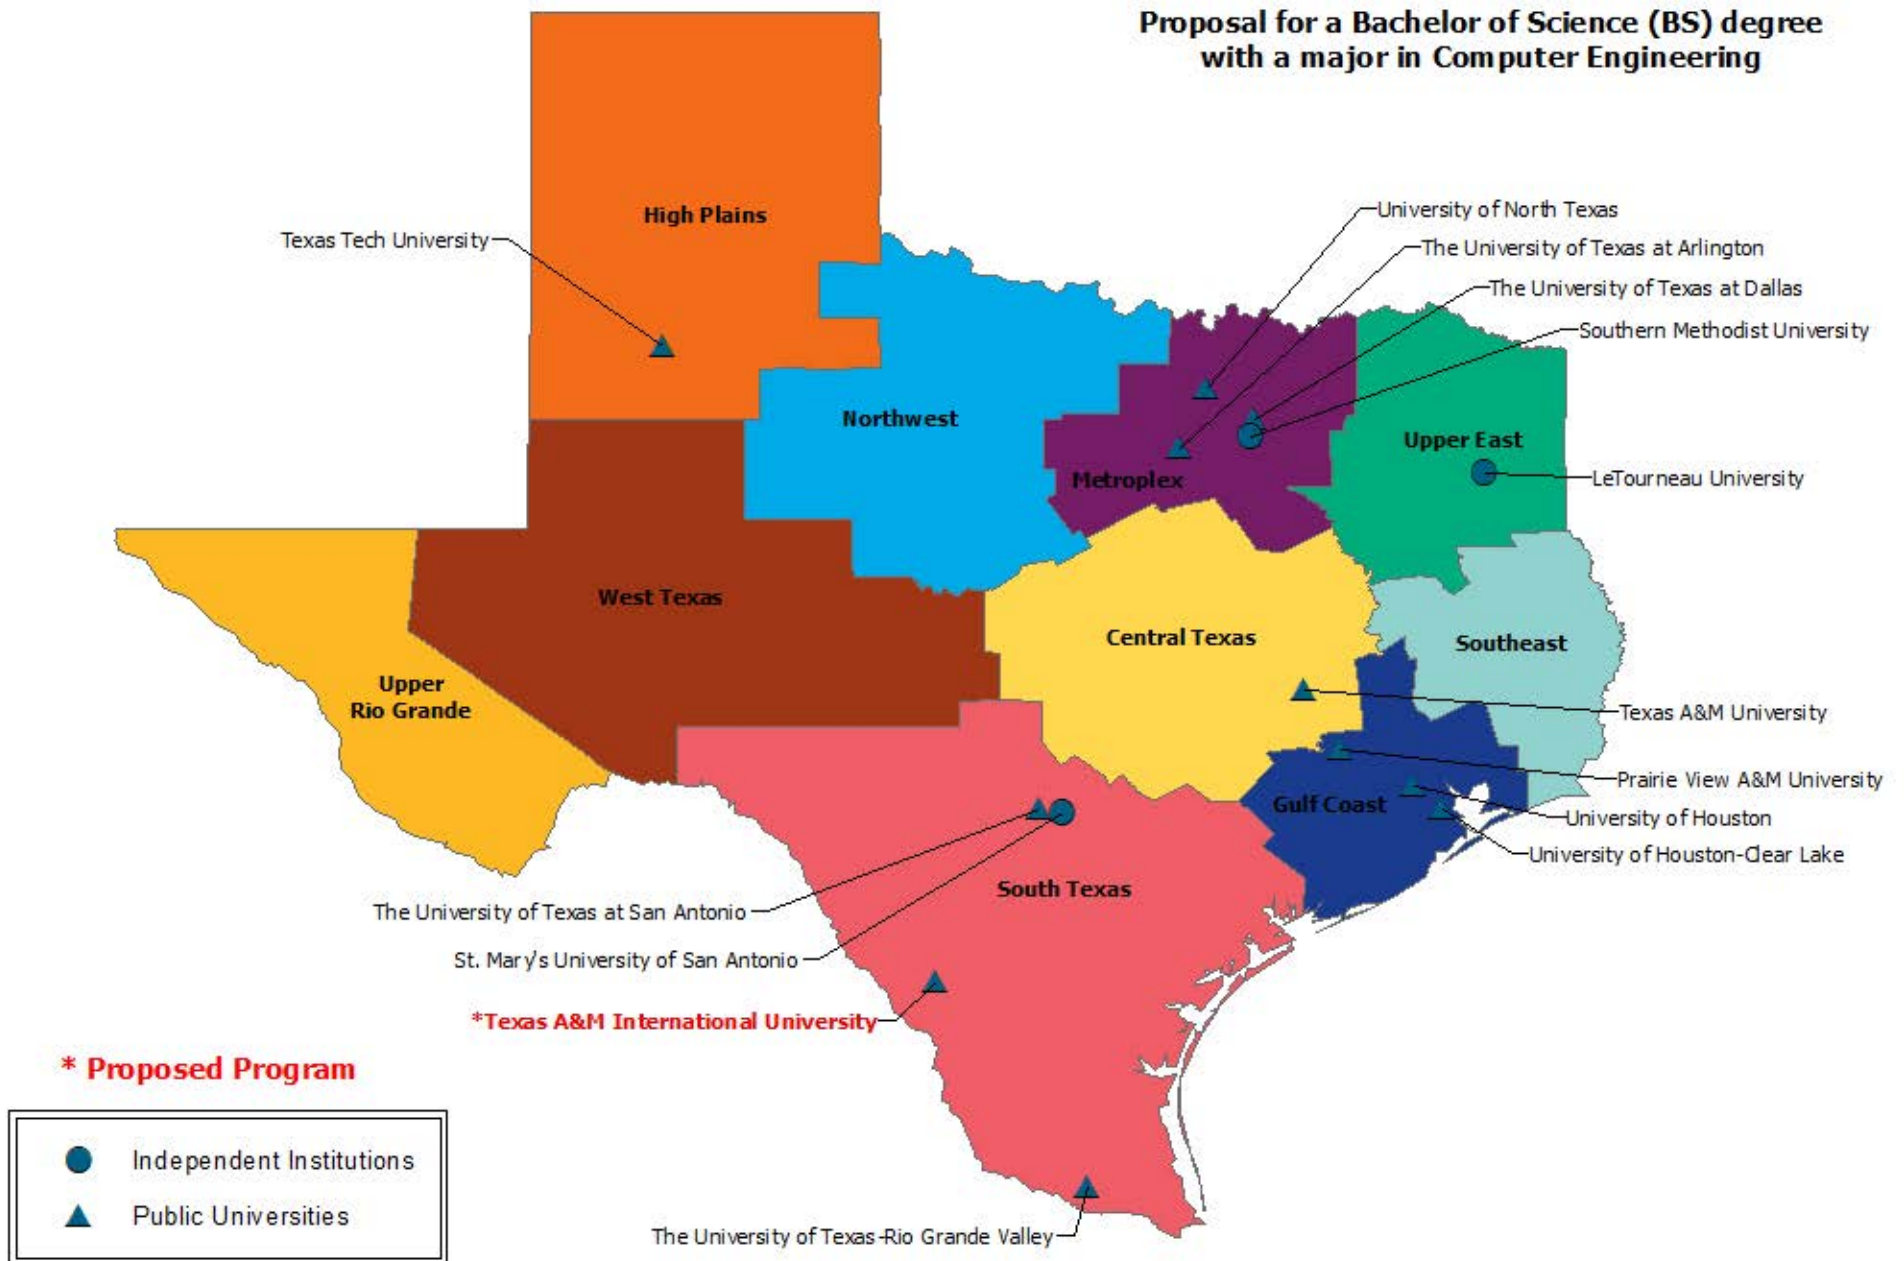 Proposal for a Bachelor of Science (BS) degree
with a major in Computer Engineering
High Plains
Texas Tech University
University of North Texas
The University of Texas at Arlington
The University of Texas at Dallas
Southern Methodist University
Northwest
Upper East
Metroplex
LeTourneau University
West Texas
Central Texas
Southeast
Upper
Rio Grande
Texas A&M University
Prairie View A&M University
Gulf Coast
University of Houston
University of Houston-Clear Lake
South Texas
The University of Texas at San Antonio
St. Mary's University of San Antonio
*Texas A&M International University
* Proposed Program
Independent Institutions
Public Universities
The University of Texas-Rio Grande Valley